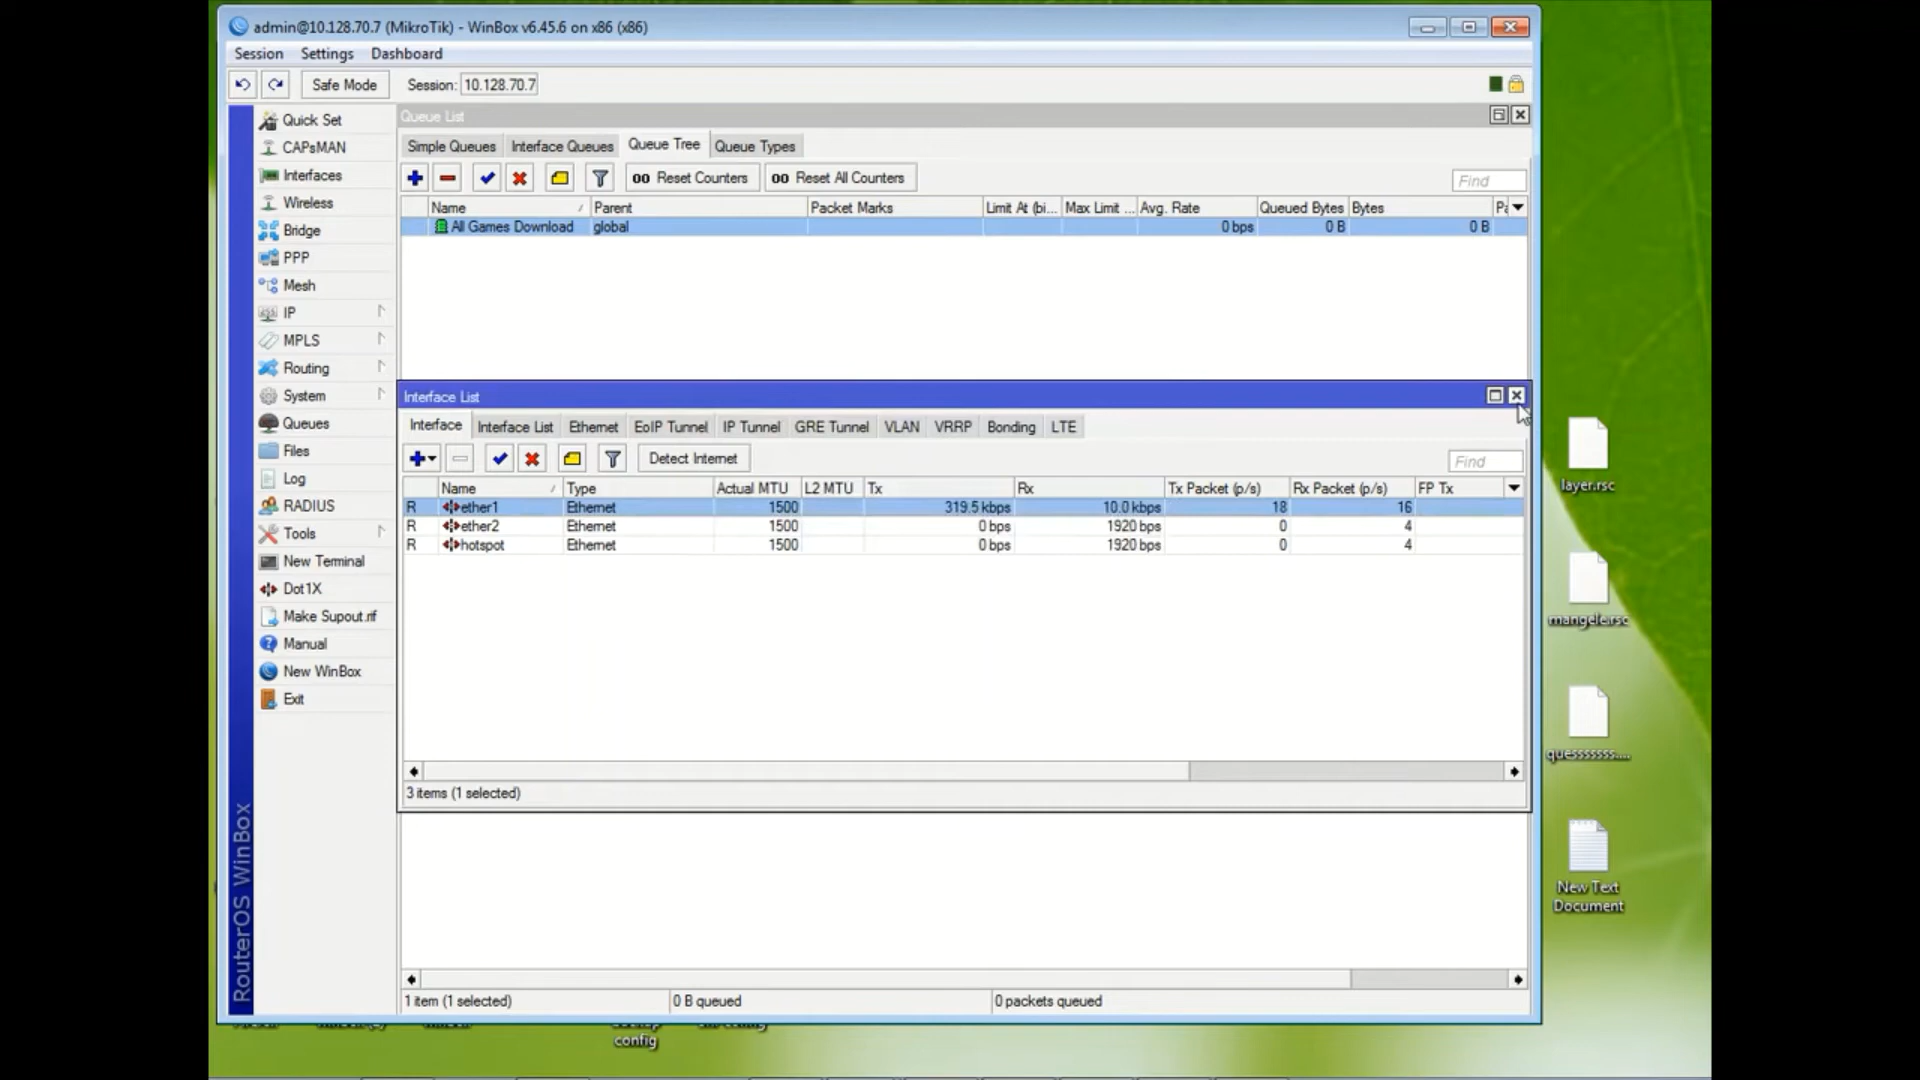 admin@10.128.70.7 (MikroTik) - WinBox v6.45.6 on x86 (x86)
Session Settings Dashboard
Safe Mode Session: 10.128.70.7
Quick Set
CAPsMAN
Interfaces
Wireless
Bridge
PPP
Mesh
IP
MPLS
Routing
System
Queues
Files
Log
RADIUS
Tools
New Terminal
Dot1X
Make Supout.rif
Manual
New WinBox
Exit
RouterOS WinBox
Queue List
Simple Queues Interface Queues Queue Tree Queue Types
00 Reset Counters 00 Reset All Counters Find
Name Parent Packet Marks Limit At (bi... Max Limit ... Avg. Rate Queued Bytes Bytes
All Games Download global 0 bps 0 B 0 B
Interface List
Interface Interface List Ethernet EoIP Tunnel IP Tunnel GRE Tunnel VLAN VRRP Bonding LTE
Detect Internet Find
Name Type Actual MTU L2 MTU Tx Rx Tx Packet (p/s) Rx Packet (p/s) FP Tx
R ether1 Ethernet 1500 319.5 kbps 10.0 kbps 18 16
R ether2 Ethernet 1500 0 bps 1920 bps 0 4
R hotspot Ethernet 1500 0 bps 1920 bps 0 4
3 items (1 selected)
1 item (1 selected) 0 B queued 0 packets queued
layer.rsc
New Text
Document
config